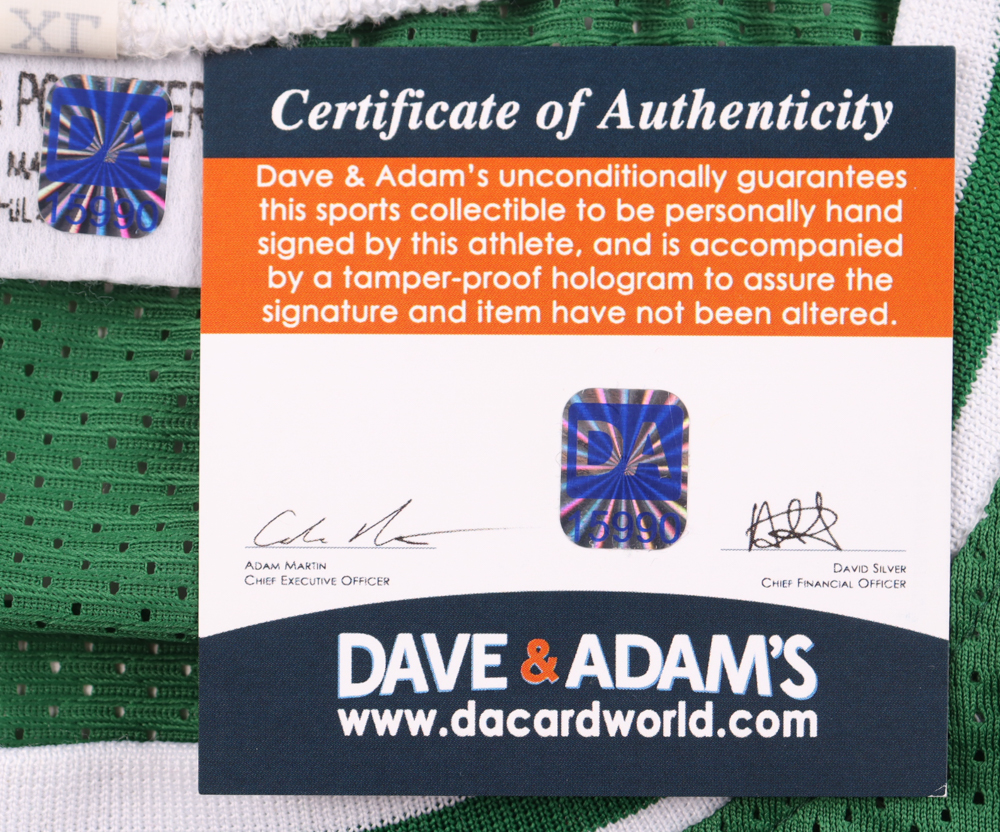 XL
DA
15990
Certificate of Authenticity
Dave & Adam's unconditionally guarantees
this sports collectible to be personally hand
signed by this athlete, and is accompanied
by a tamper-proof hologram to assure the
signature and item have not been altered.
DA
15990
ADAM MARTIN
CHIEF EXECUTIVE OFFICER
DAVID SILVER
CHIEF FINANCIAL OFFICER
DAVE & ADAM'S
www.dacardworld.com